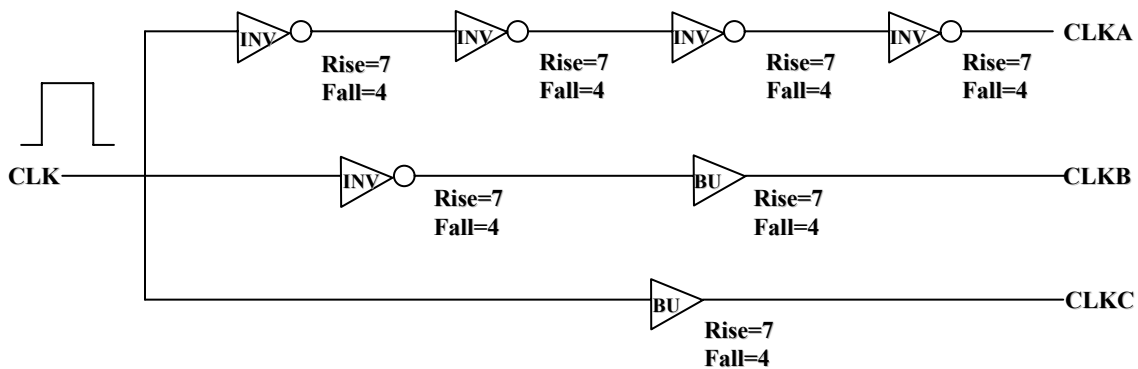 INV
INV
INV
INV
CLKA
Rise=7
Fall=4
Rise=7
Fall=4
Rise=7
Fall=4
Rise=7
Fall=4
CLK
INV
BU
CLKB
Rise=7
Fall=4
Rise=7
Fall=4
BU
CLKC
Rise=7
Fall=4